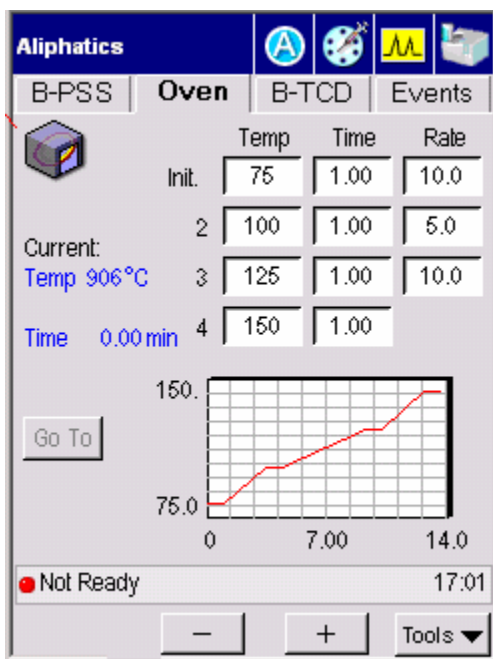 Aliphatics
B-PSS Oven B-TCD Events
Temp Time Rate
Init. 75 1.00 10.0
2 100 1.00 5.0
Current:
Temp 906°C 3 125 1.00 10.0
Time 0.00 min 4 150 1.00
150.
Go To
75.0
0 7.00 14.0
Not Ready 17:01
− + Tools